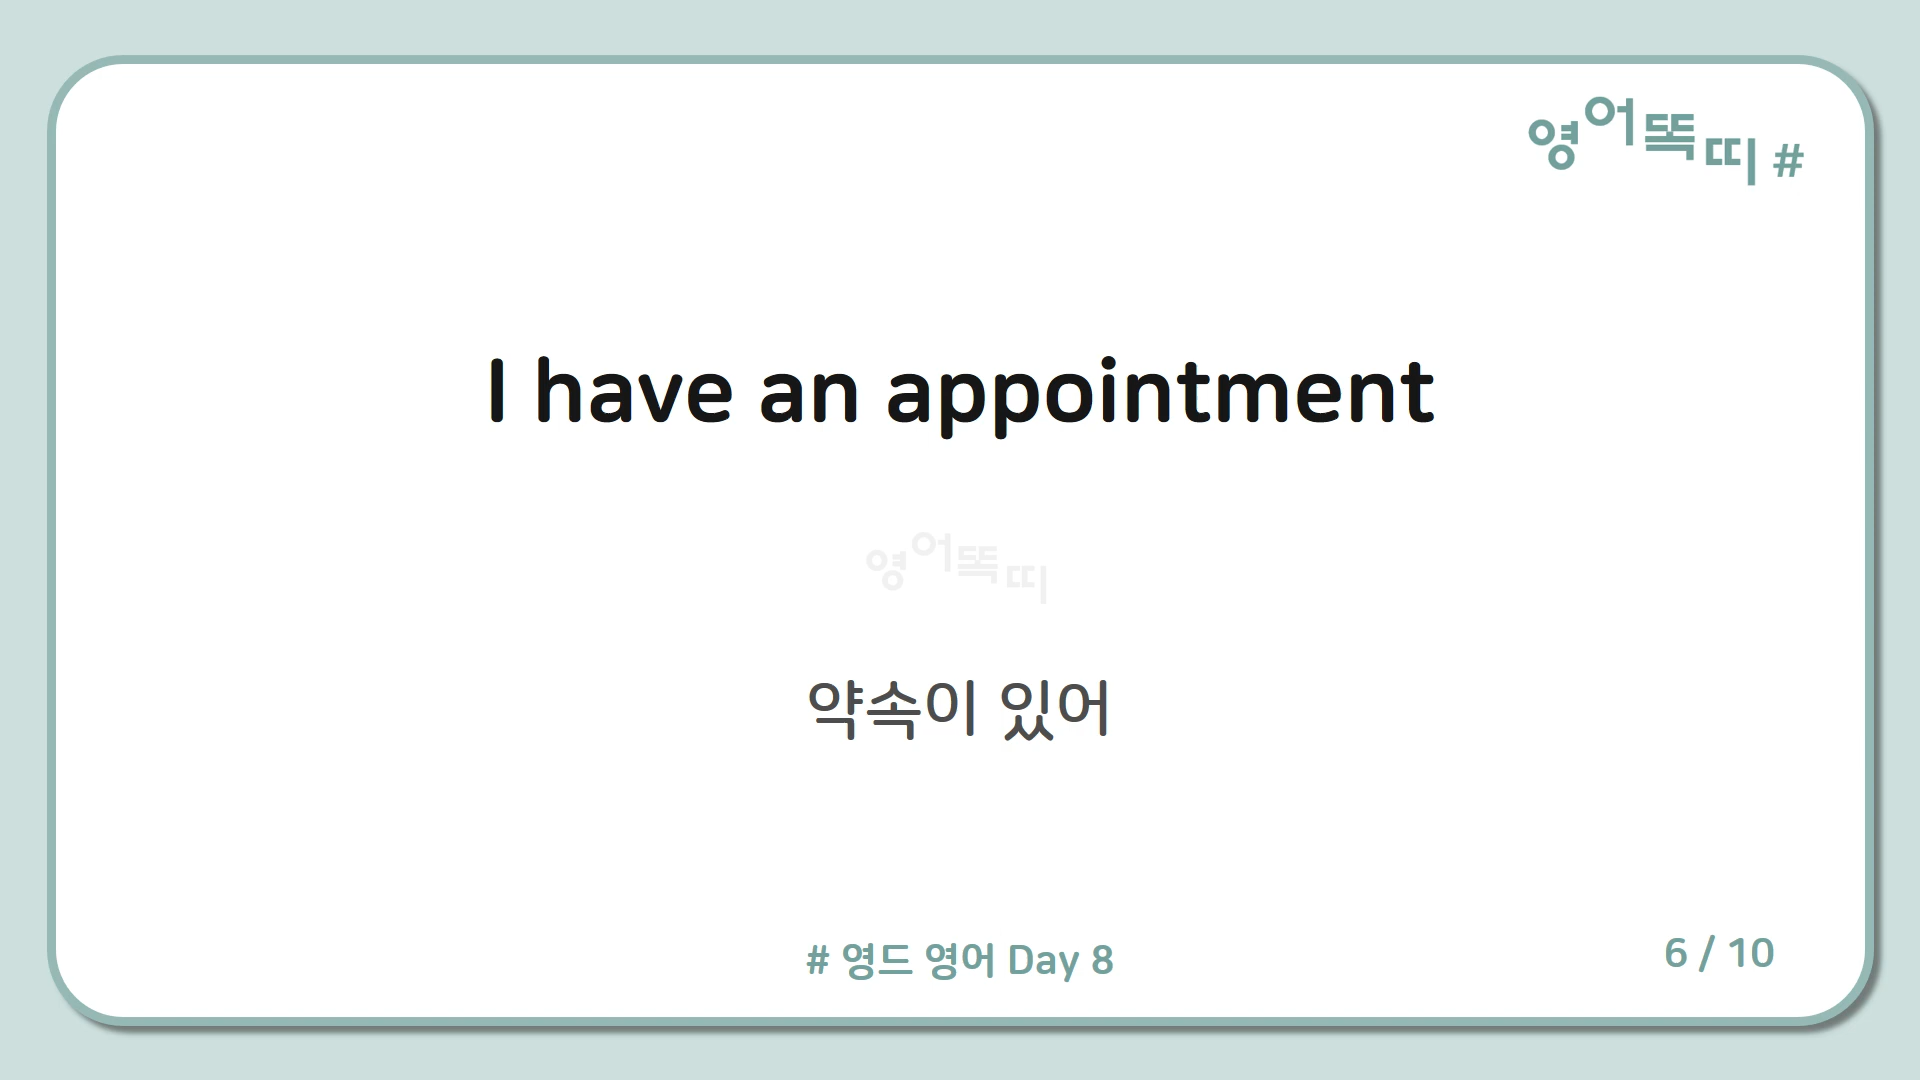 영어똑띠 #
I have an appointment
영어똑띠
약속이 있어
# 영드 영어 Day 8
6 / 10